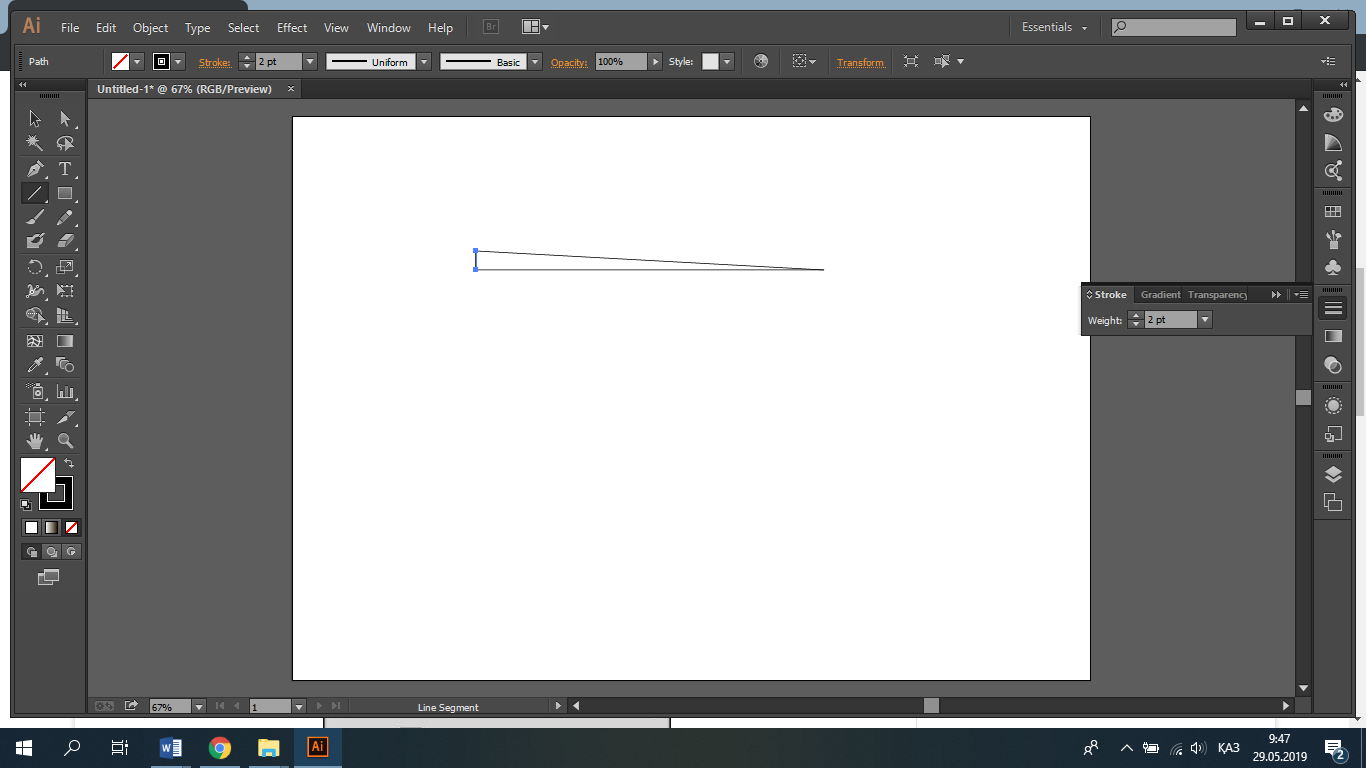 Ai File Edit Object Type Select Effect View Window Help Br Essentials
Path Stroke: 2 pt Uniform Basic Opacity: 100% Style: Transform
Untitled-1* @ 67% (RGB/Preview) ×
T
Stroke Gradient Transparency
Weight: 2 pt
67% 1 Line Segment
Ai ҚАЗ 9:47
29.05.2019 2